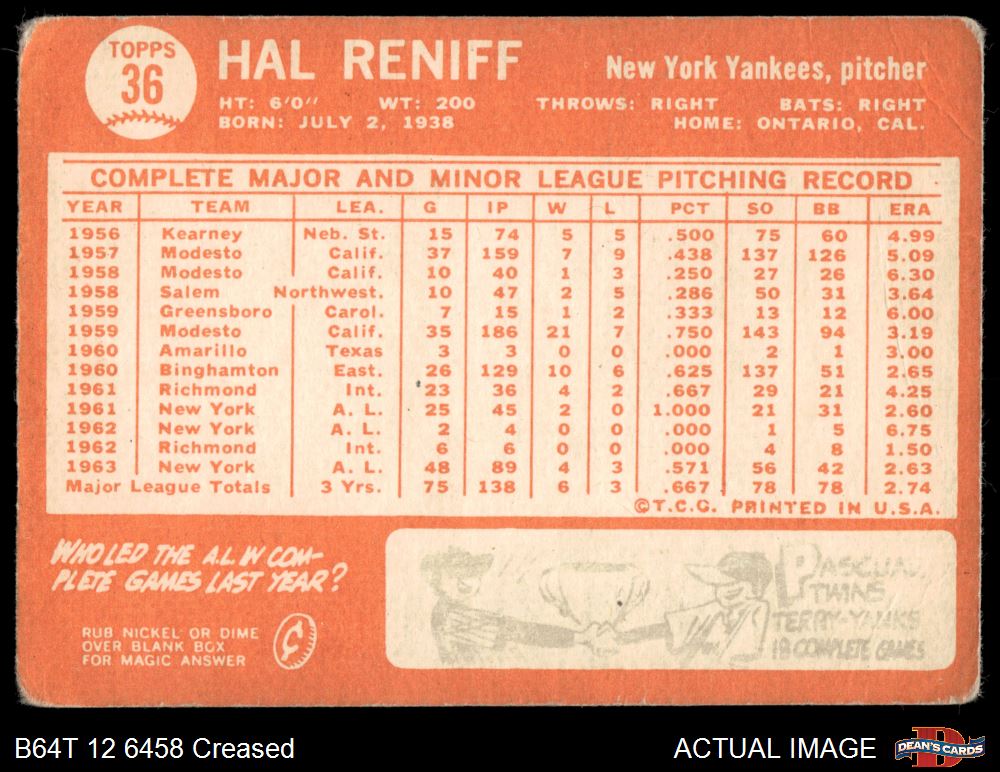 TOPPS
36
HAL RENIFF
New York Yankees, pitcher
HT: 6'0" WT: 200 THROWS: RIGHT BATS: RIGHT
BORN: JULY 2, 1938 HOME: ONTARIO, CAL.
COMPLETE MAJOR AND MINOR LEAGUE PITCHING RECORD
YEAR TEAM LEA. G IP W L PCT SO BB ERA
1956 Kearney Neb. St. 15 74 5 5 .500 75 60 4.99
1957 Modesto Calif. 37 159 7 9 .438 137 126 5.09
1958 Modesto Calif. 10 40 1 3 .250 27 26 6.30
1958 Salem Northwest. 10 47 2 5 .286 50 31 3.64
1959 Greensboro Carol. 7 15 1 2 .333 13 12 6.00
1959 Modesto Calif. 35 186 21 7 .750 143 94 3.19
1960 Amarillo Texas 3 3 0 0 .000 2 1 3.00
1960 Binghamton East. 26 129 10 6 .625 137 51 2.65
1961 Richmond Int. 23 36 4 2 .667 29 21 4.25
1961 New York A. L. 25 45 2 0 1.000 21 31 2.60
1962 New York A. L. 2 4 0 0 .000 1 5 6.75
1962 Richmond Int. 6 6 0 0 .000 4 8 1.50
1963 New York A. L. 48 89 4 3 .571 56 42 2.63
Major League Totals 3 Yrs. 75 138 6 3 .667 78 78 2.74
©T.C.G. PRINTED IN U.S.A.
WHO LED THE A.L. IN COM-
PLETE GAMES LAST YEAR?
RUB NICKEL OR DIME
OVER BLANK BOX
FOR MAGIC ANSWER
PASCUAL,
TWINS
TERRY-YANKS
18 COMPLETE GAMES
B64T 12 6458 Creased
ACTUAL IMAGE
DEAN'S CARDS